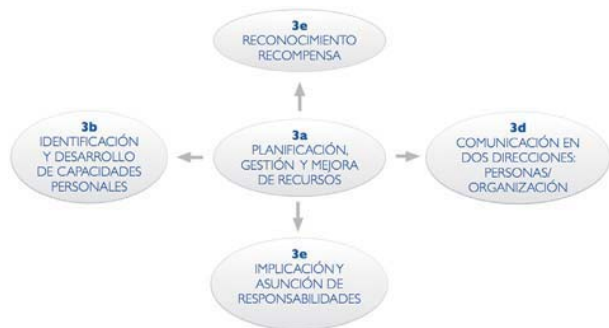 3e
RECONOCIMIENTO
RECOMPENSA
3b
IDENTIFICACIÓN
Y DESARROLLO
DE CAPACIDADES
PERSONALES
3a
PLANIFICACIÓN,
GESTIÓN Y MEJORA
DE RECURSOS
3d
COMUNICACIÓN EN
DOS DIRECCIONES:
PERSONAS/
ORGANIZACIÓN
3e
IMPLICACIÓN Y
ASUNCIÓN DE
RESPONSABILIDADES